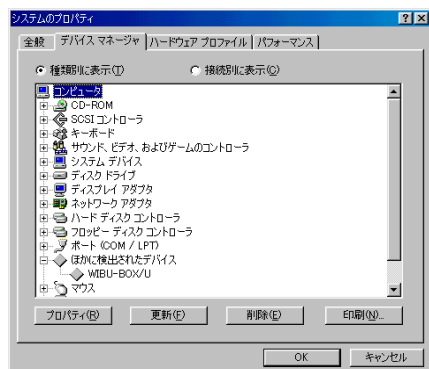 システムのプロパティ
全般 デバイス マネージャ ハードウェア プロファイル パフォーマンス
種類別に表示(T) 接続別に表示(C)
コンピュータ
CD-ROM
SCSI コントローラ
キーボード
サウンド、ビデオ、およびゲームのコントローラ
システム デバイス
ディスク ドライブ
ディスプレイ アダプタ
ネットワーク アダプタ
ハード ディスク コントローラ
フロッピー ディスク コントローラ
ポート (COM / LPT)
ほかに検出されたデバイス
WIBU-BOX/U
マウス
プロパティ(R) 更新(F) 削除(E) 印刷(N)...
OK キャンセル